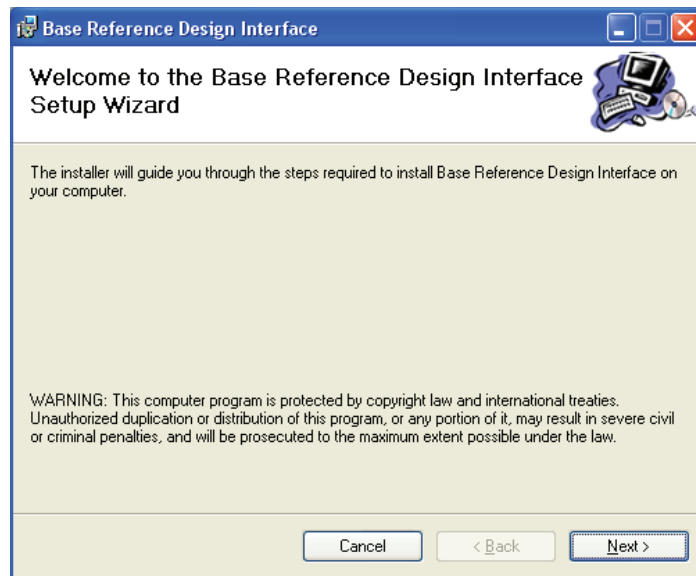 Base Reference Design Interface
Welcome to the Base Reference Design Interface
Setup Wizard
The installer will guide you through the steps required to install Base Reference Design Interface on
your computer.
WARNING: This computer program is protected by copyright law and international treaties.
Unauthorized duplication or distribution of this program, or any portion of it, may result in severe civil
or criminal penalties, and will be prosecuted to the maximum extent possible under the law.
Cancel
< Back
Next >